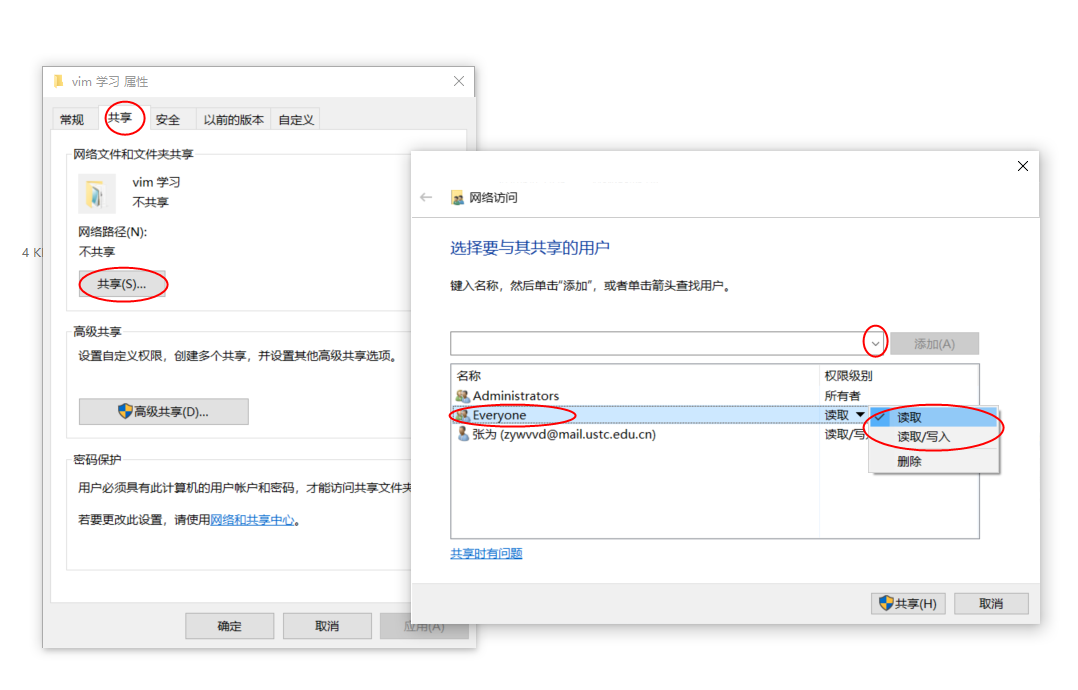 vim 学习 属性
常规 共享 安全 以前的版本 自定义
网络文件和文件夹共享
vim 学习
不共享
网络路径(N):
不共享
4 K
共享(S)...
高级共享
设置自定义权限，创建多个共享，并设置其他高级共享选项。
高级共享(D)...
密码保护
用户必须具有此计算机的用户帐户和密码，才能访问共享文件夹
若要更改此设置，请使用网络和共享中心。
确定 取消 应用(A)
网络访问
选择要与其共享的用户
键入名称，然后单击"添加"，或者单击箭头查找用户。
添加(A)
名称 权限级别
Administrators 所有者
Everyone 读取
张为 (zywvvd@mail.ustc.edu.cn) 读取/写
读取
读取/写入
删除
共享时有问题
共享(H) 取消